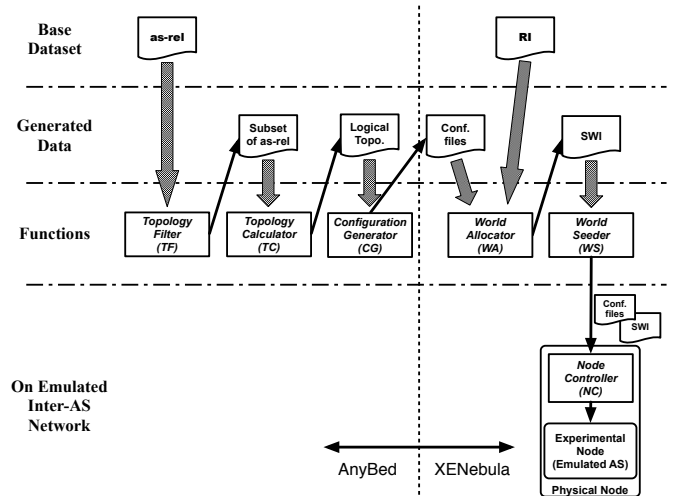 Base
Dataset
as-rel
RI
Generated
Data
Subset
of as-rel
Logical
Topo.
Conf.
files
SWI
Functions
Topology
Filter
(TF)
Topology
Calculator
(TC)
Configuration
Generator
(CG)
World
Allocator
(WA)
World
Seeder
(WS)
Conf.
files
SWI
On Emulated
Inter-AS
Network
Node
Controller
(NC)
Experimental
Node
(Emulated AS)
Physical Node
AnyBed
XENebula